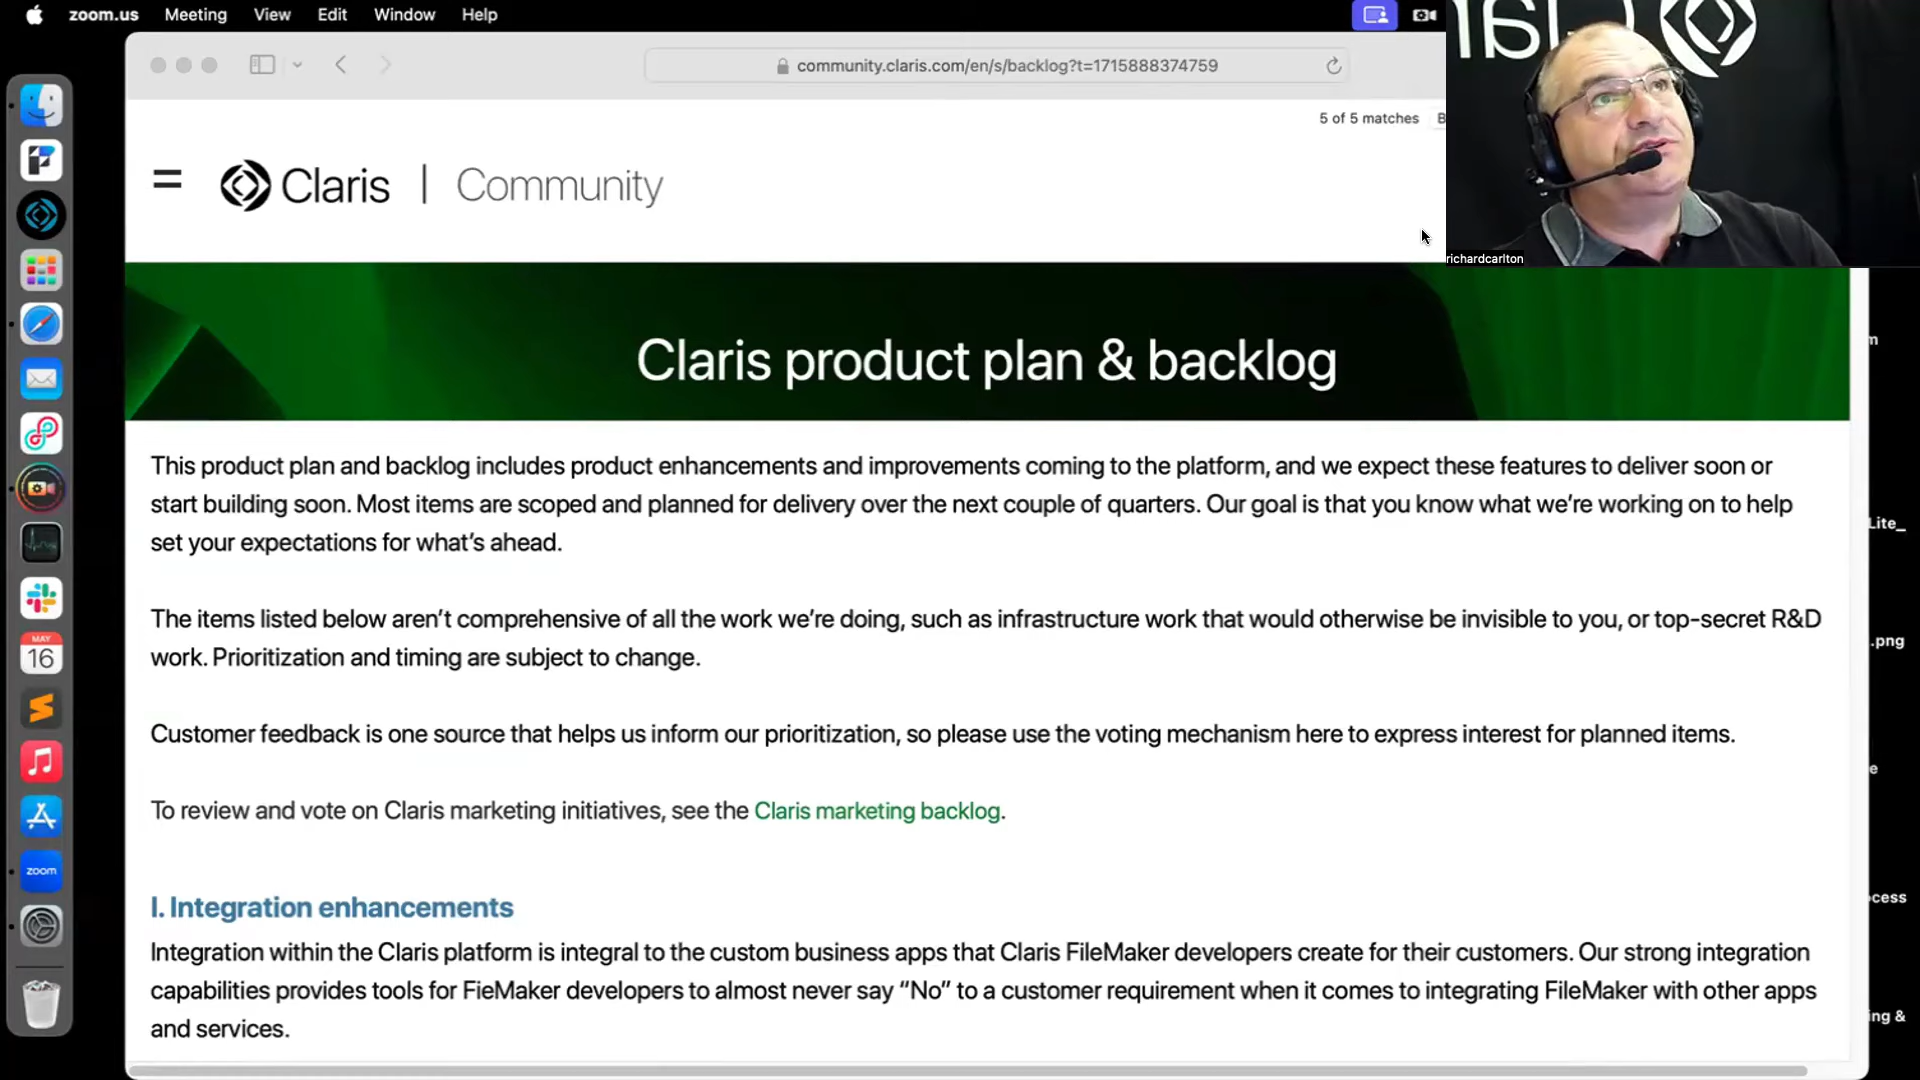 zoom.us Meeting View Edit Window Help
community.claris.com/en/s/backlog?t=1715888374759
5 of 5 matches
Claris | Community
richardcarlton
Claris product plan & backlog
This product plan and backlog includes product enhancements and improvements coming to the platform, and we expect these features to deliver soon or
start building soon. Most items are scoped and planned for delivery over the next couple of quarters. Our goal is that you know what we’re working on to help
set your expectations for what’s ahead.
The items listed below aren’t comprehensive of all the work we’re doing, such as infrastructure work that would otherwise be invisible to you, or top-secret R&D
work. Prioritization and timing are subject to change.
Customer feedback is one source that helps us inform our prioritization, so please use the voting mechanism here to express interest for planned items.
To review and vote on Claris marketing initiatives, see the Claris marketing backlog.
I. Integration enhancements
Integration within the Claris platform is integral to the custom business apps that Claris FileMaker developers create for their customers. Our strong integration
capabilities provides tools for FieMaker developers to almost never say “No” to a customer requirement when it comes to integrating FileMaker with other apps
and services.
MAY
16
zoom
Lite_
.png
cess
ing &